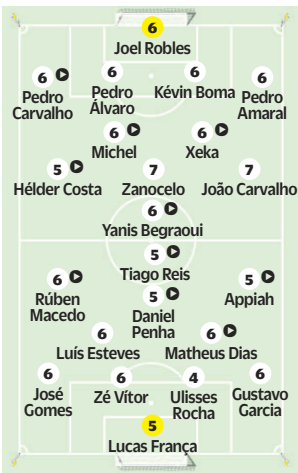 6
Joel Robles
6 6 6 6
Pedro Carvalho
Pedro Álvaro
Kévin Boma
Pedro Amaral
6 6
Michel Xeka
5 7 7
Hélder Costa Zanocelo João Carvalho
6
Yanis Begraoui
5
Tiago Reis
6 5 5
Rúben Macedo
Daniel Penha
Appiah
6 6
Luís Esteves Matheus Dias
6 6 4 6
José Gomes
Zé Vítor
Ulisses Rocha
Gustavo Garcia
5
Lucas França